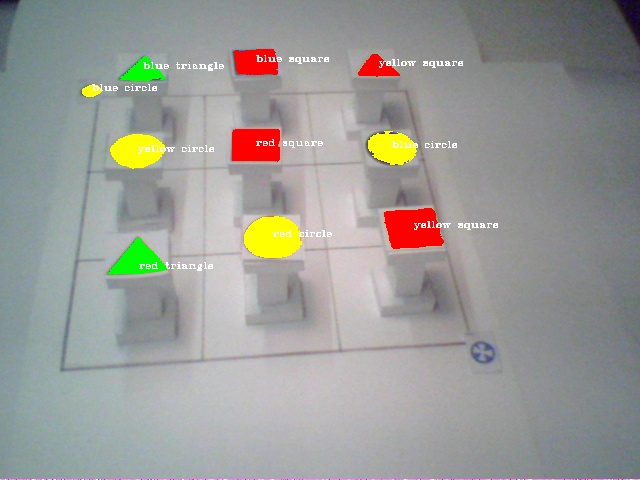 blue triangle
blue square
yellow square
blue circle
yellow circle
red square
blue circle
red triangle
red circle
yellow square